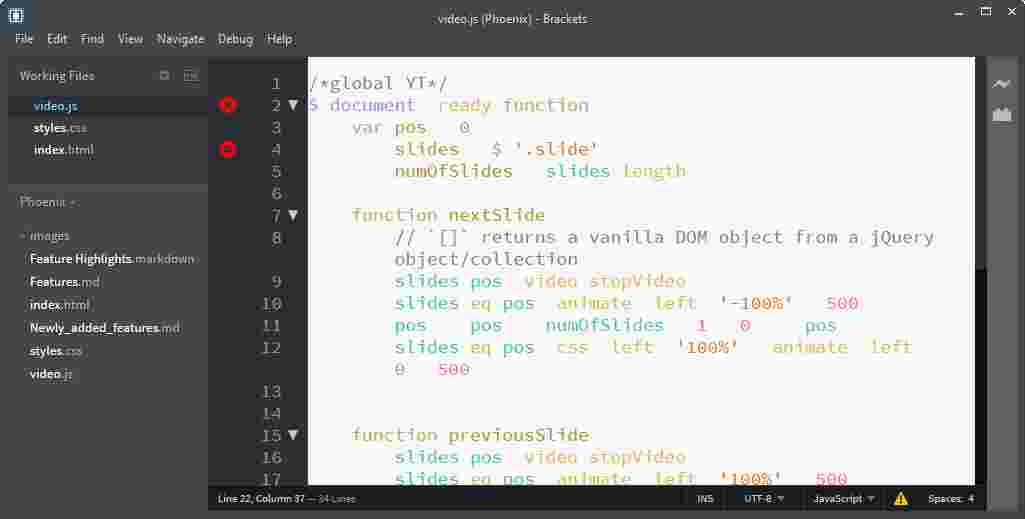 video.js (Phoenix) - Brackets
File Edit Find View Navigate Debug Help
Working Files
video.js
styles.css
index.html
Phoenix
images
Feature Highlights.markdown
Features.md
index.html
Newly_added_features.md
styles.css
video.js
1 /*global YT*/
2 $ document ready function
3 var pos 0
4 slides $ '.slide'
5 numOfSlides slides length
6
7 function nextSlide
8 // `[]` returns a vanilla DOM object from a jQuery
object/collection
9 slides pos video stopVideo
10 slides eq pos animate left '-100%' 500
11 pos pos numOfSlides 1 0 pos
12 slides eq pos css left '100%' animate left
0 500
13
14
15 function previousSlide
16 slides pos video stopVideo
17 slides eq pos animate left '100%' 500
Line 22, Column 37 — 34 Lines INS UTF-8 JavaScript Spaces: 4